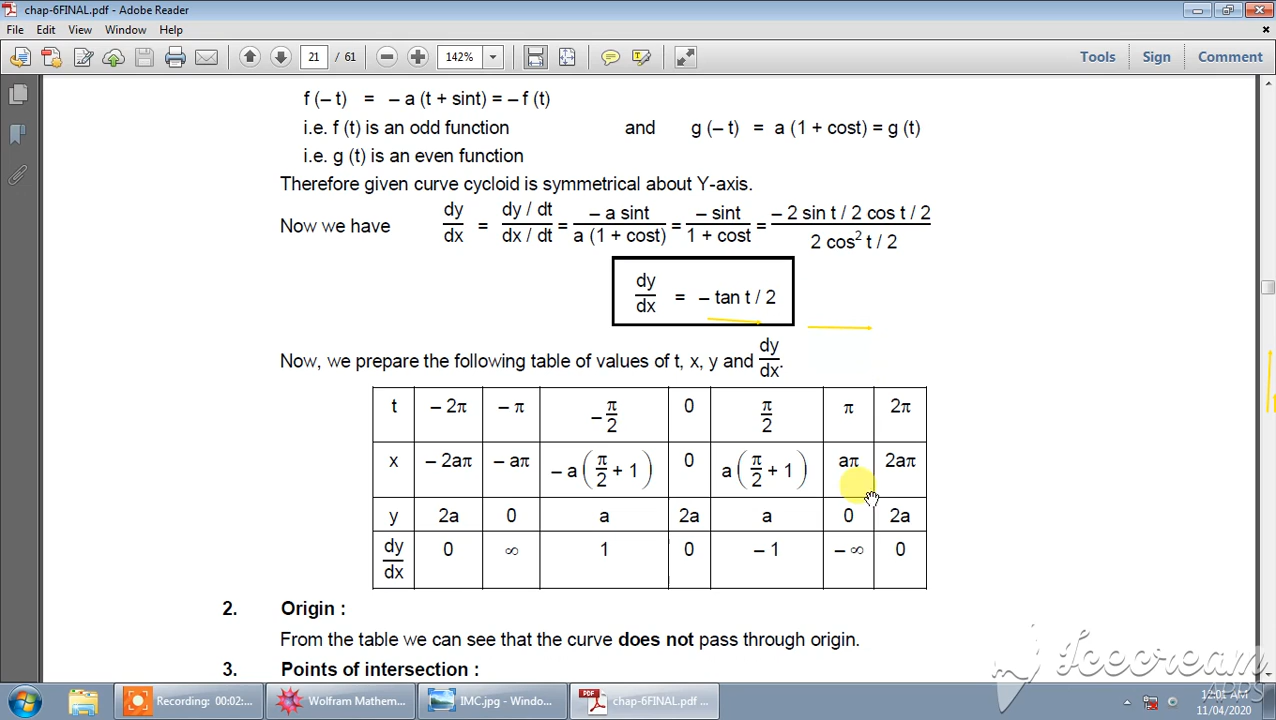 chap-6FINAL.pdf - Adobe Reader
File Edit View Window Help
21 / 61 142% Tools Sign Comment
f (– t) = – a (t + sint) = – f (t)
i.e. f (t) is an odd function and g (– t) = a (1 + cost) = g (t)
i.e. g (t) is an even function
Therefore given curve cycloid is symmetrical about Y-axis.
Now we have dy/dx = (dy / dt)/(dx / dt) = (– a sint)/(a (1 + cost)) = (– sint)/(1 + cost) = (– 2 sin t / 2 cos t / 2)/(2 cos² t / 2)
dy/dx = – tan t / 2
Now, we prepare the following table of values of t, x, y and dy/dx.
t – 2π – π – π/2 0 π/2 π 2π
x – 2aπ – aπ – a (π/2 + 1) 0 a (π/2 + 1) aπ 2aπ
y 2a 0 a 2a a 0 2a
dy/dx 0 ∞ 1 0 – 1 – ∞ 0
2. Origin :
From the table we can see that the curve does not pass through origin.
3. Points of intersection :
Icecream
APPS
Recording: 00:02:... Wolfram Mathem... IMC.jpg - Windo... chap-6FINAL.pdf ...
11/04/2020